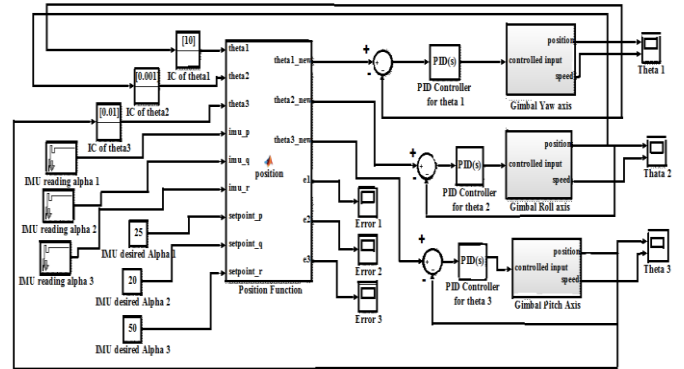 [10]
IC of theta1
[0.001]
IC of theta2
[0.01]
IC of theta3
IMU reading alpha 1
IMU reading alpha 2
IMU reading alpha 3
25
IMU desired Alpha 1
20
IMU desired Alpha 2
50
IMU desired Alpha 3
theta1
theta2
theta3
imu_p
imu_q
imu_r
setpoint_p
setpoint_q
setpoint_r
position
theta1_new
theta2_new
theta3_new
e1
e2
e3
Position Function
Error 1
Error 2
Error 3
+
-
+
-
PID(s)
PID Controller
for theta 1
controlled input
position
speed
Gimbal Yaw axis
Theta 1
+
-
+
-
PID(s)
PID Controller
for theta 2
controlled input
position
speed
Gimbal Roll axis
Thata 2
+
-
+
-
PID(s)
PID Controller
for theta 3
controlled input
position
speed
Gimbal Pitch Axis
Theta 3